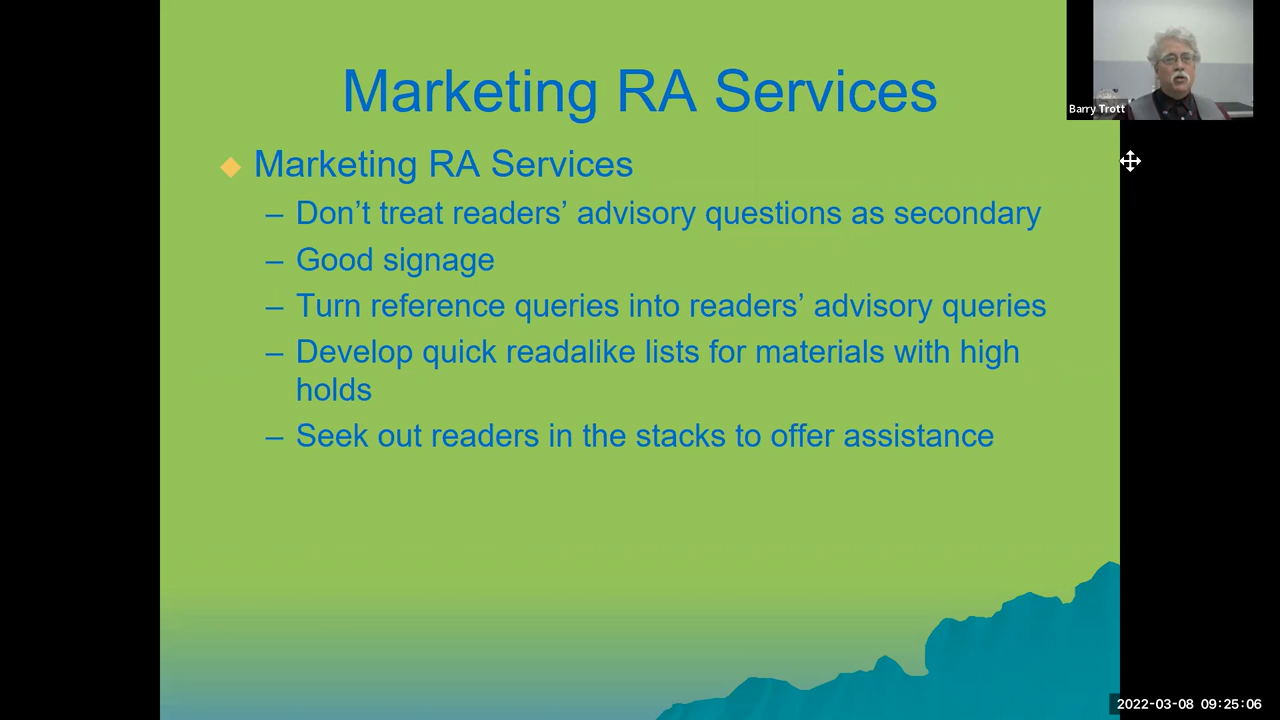 Marketing RA Services
Barry Trott
Marketing RA Services
– Don’t treat readers’ advisory questions as secondary
– Good signage
– Turn reference queries into readers’ advisory queries
– Develop quick readalike lists for materials with high
holds
– Seek out readers in the stacks to offer assistance
2022-03-08 09:25:06